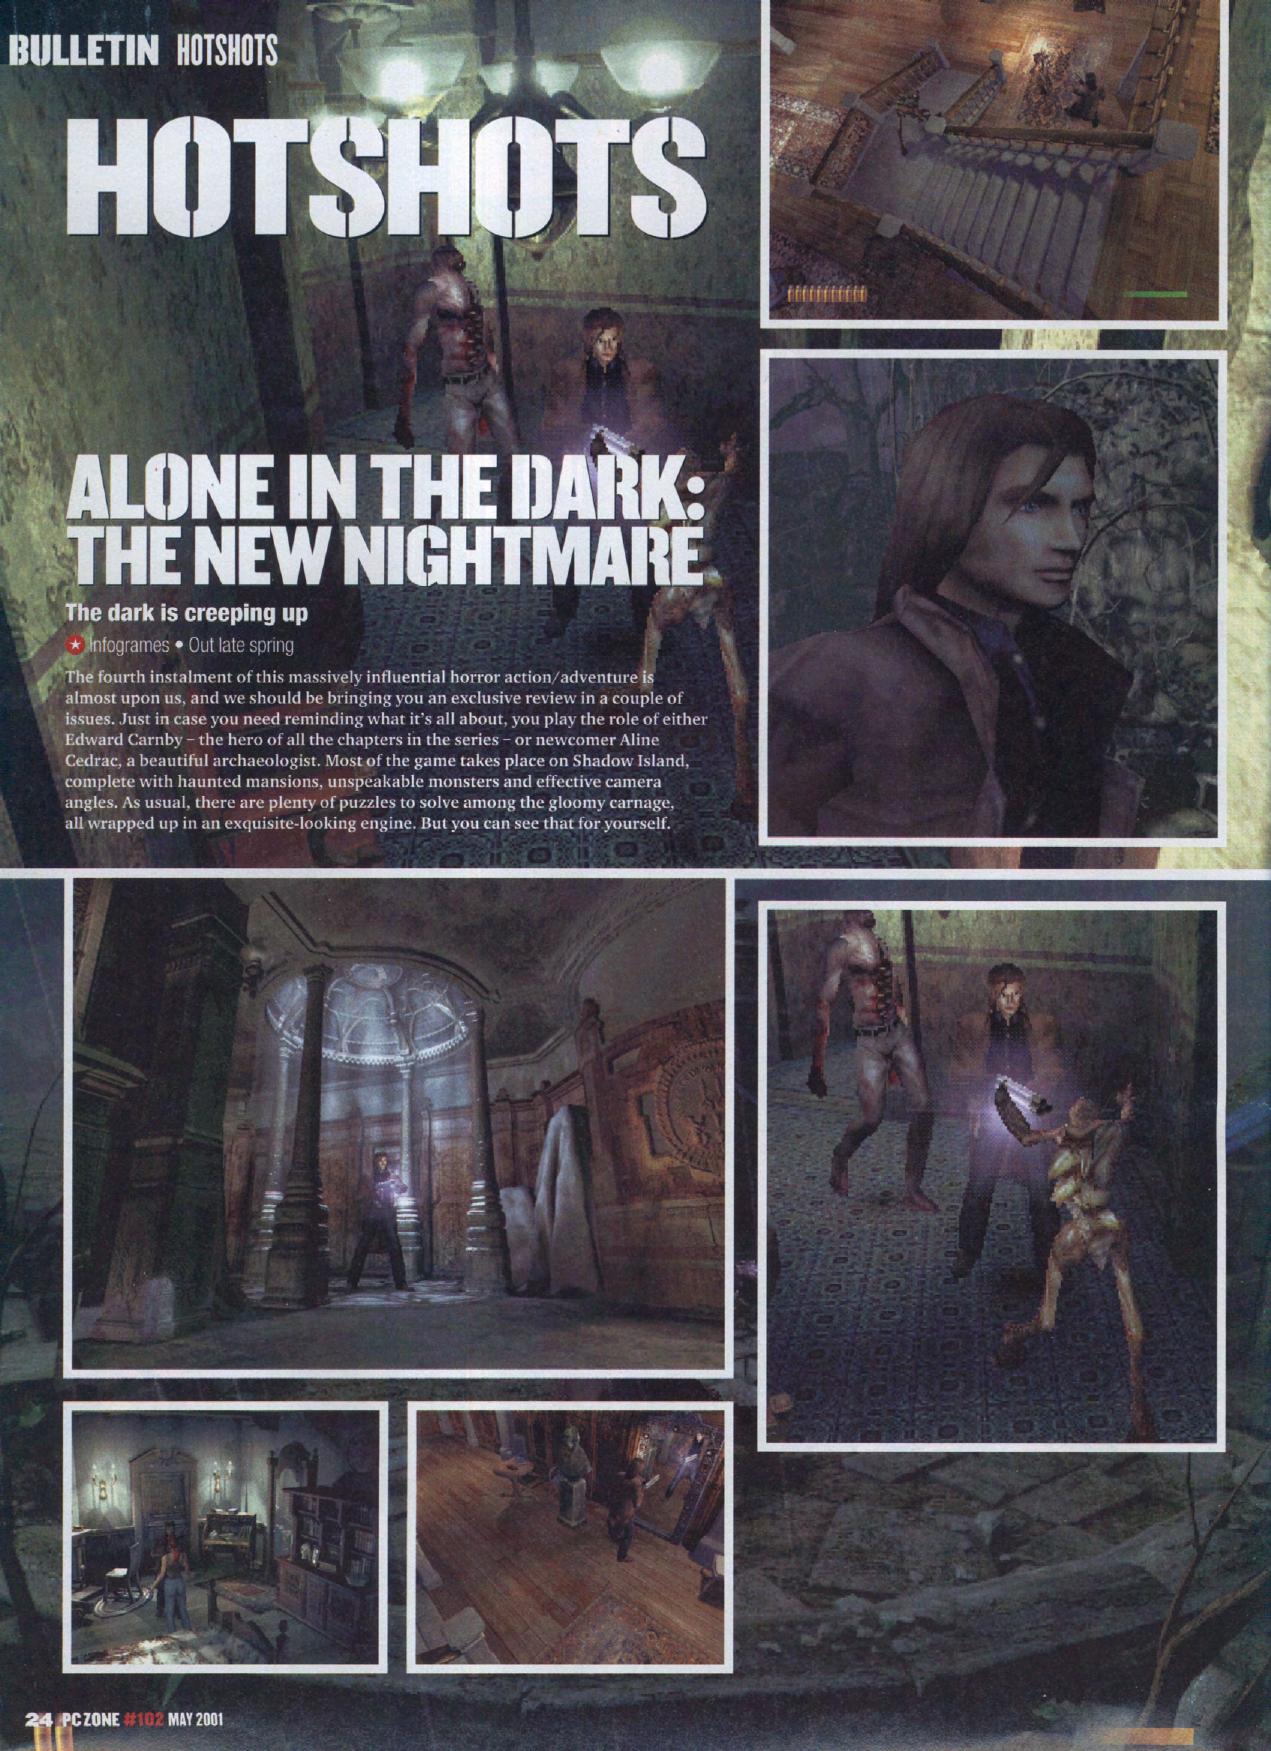 BULLETIN HOTSHOTS
HOTSHOTS
ALONE IN THE DARK:
THE NEW NIGHTMARE
The dark is creeping up
Infogrames • Out late spring
The fourth instalment of this massively influential horror action/adventure is
almost upon us, and we should be bringing you an exclusive review in a couple of
issues. Just in case you need reminding what it's all about, you play the role of either
Edward Carnby – the hero of all the chapters in the series – or newcomer Aline
Cedrac, a beautiful archaeologist. Most of the game takes place on Shadow Island,
complete with haunted mansions, unspeakable monsters and effective camera
angles. As usual, there are plenty of puzzles to solve among the gloomy carnage,
all wrapped up in an exquisite-looking engine. But you can see that for yourself.
24 PC ZONE #102 MAY 2001